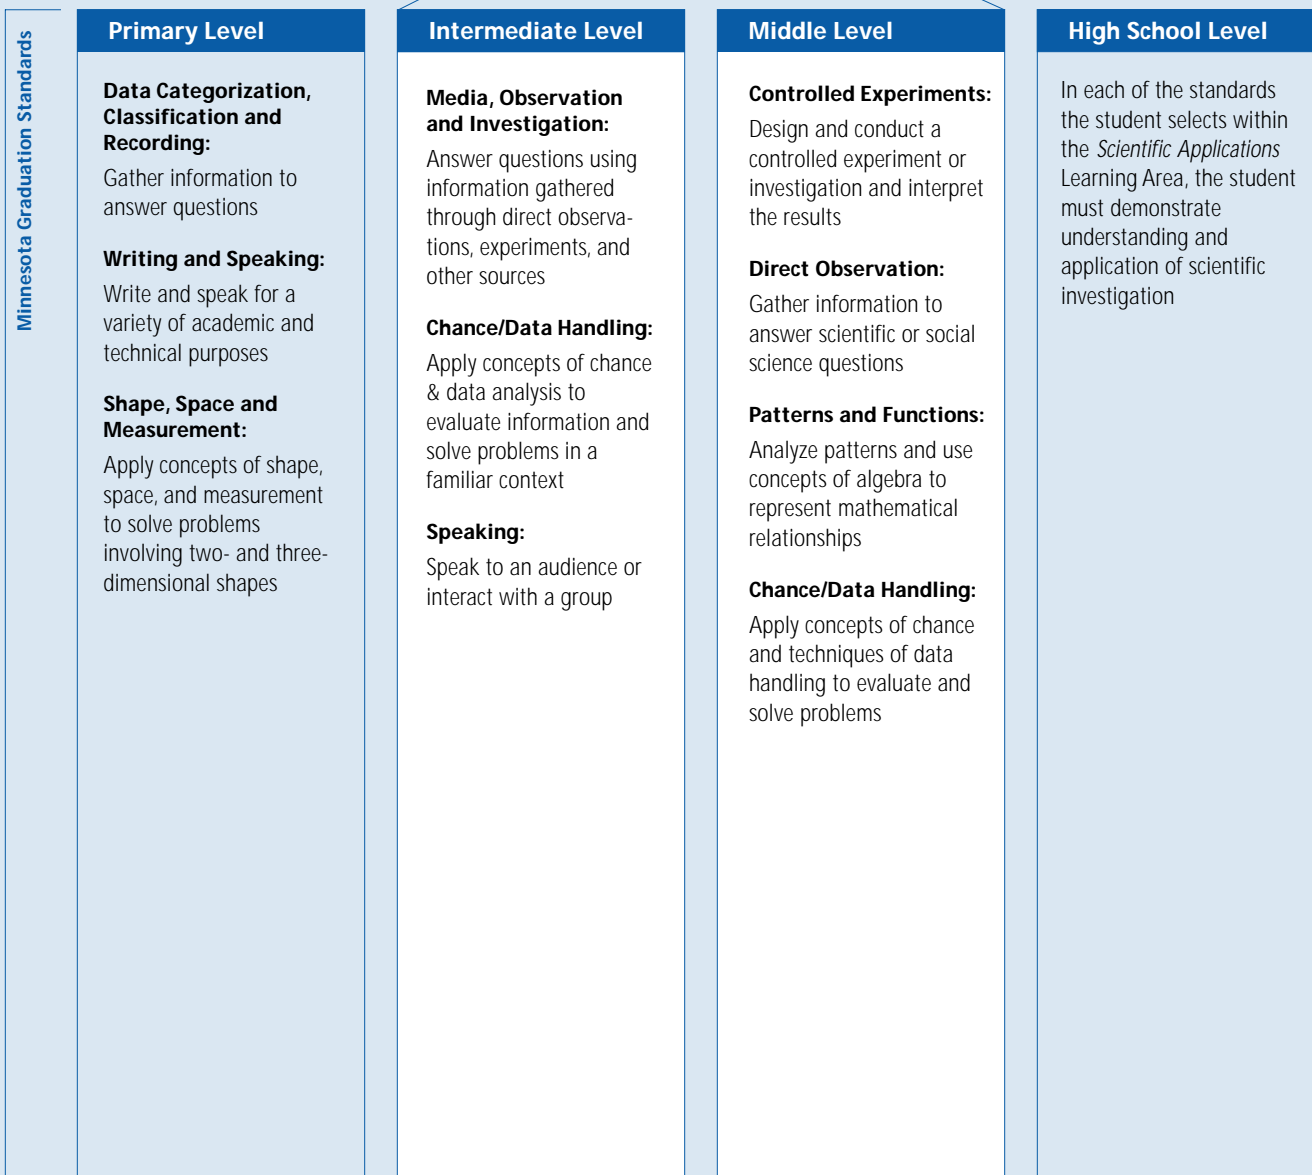 Minnesota Graduation Standards
Primary Level
Data Categorization,
Classification and
Recording:
Gather information to
answer questions
Writing and Speaking:
Write and speak for a
variety of academic and
technical purposes
Shape, Space and
Measurement:
Apply concepts of shape,
space, and measurement
to solve problems
involving two- and three-
dimensional shapes
Intermediate Level
Media, Observation
and Investigation:
Answer questions using
information gathered
through direct observa-
tions, experiments, and
other sources
Chance/Data Handling:
Apply concepts of chance
& data analysis to
evaluate information and
solve problems in a
familiar context
Speaking:
Speak to an audience or
interact with a group
Middle Level
Controlled Experiments:
Design and conduct a
controlled experiment or
investigation and interpret
the results
Direct Observation:
Gather information to
answer scientific or social
science questions
Patterns and Functions:
Analyze patterns and use
concepts of algebra to
represent mathematical
relationships
Chance/Data Handling:
Apply concepts of chance
and techniques of data
handling to evaluate and
solve problems
High School Level
In each of the standards
the student selects within
the Scientific Applications
Learning Area, the student
must demonstrate
understanding and
application of scientific
investigation